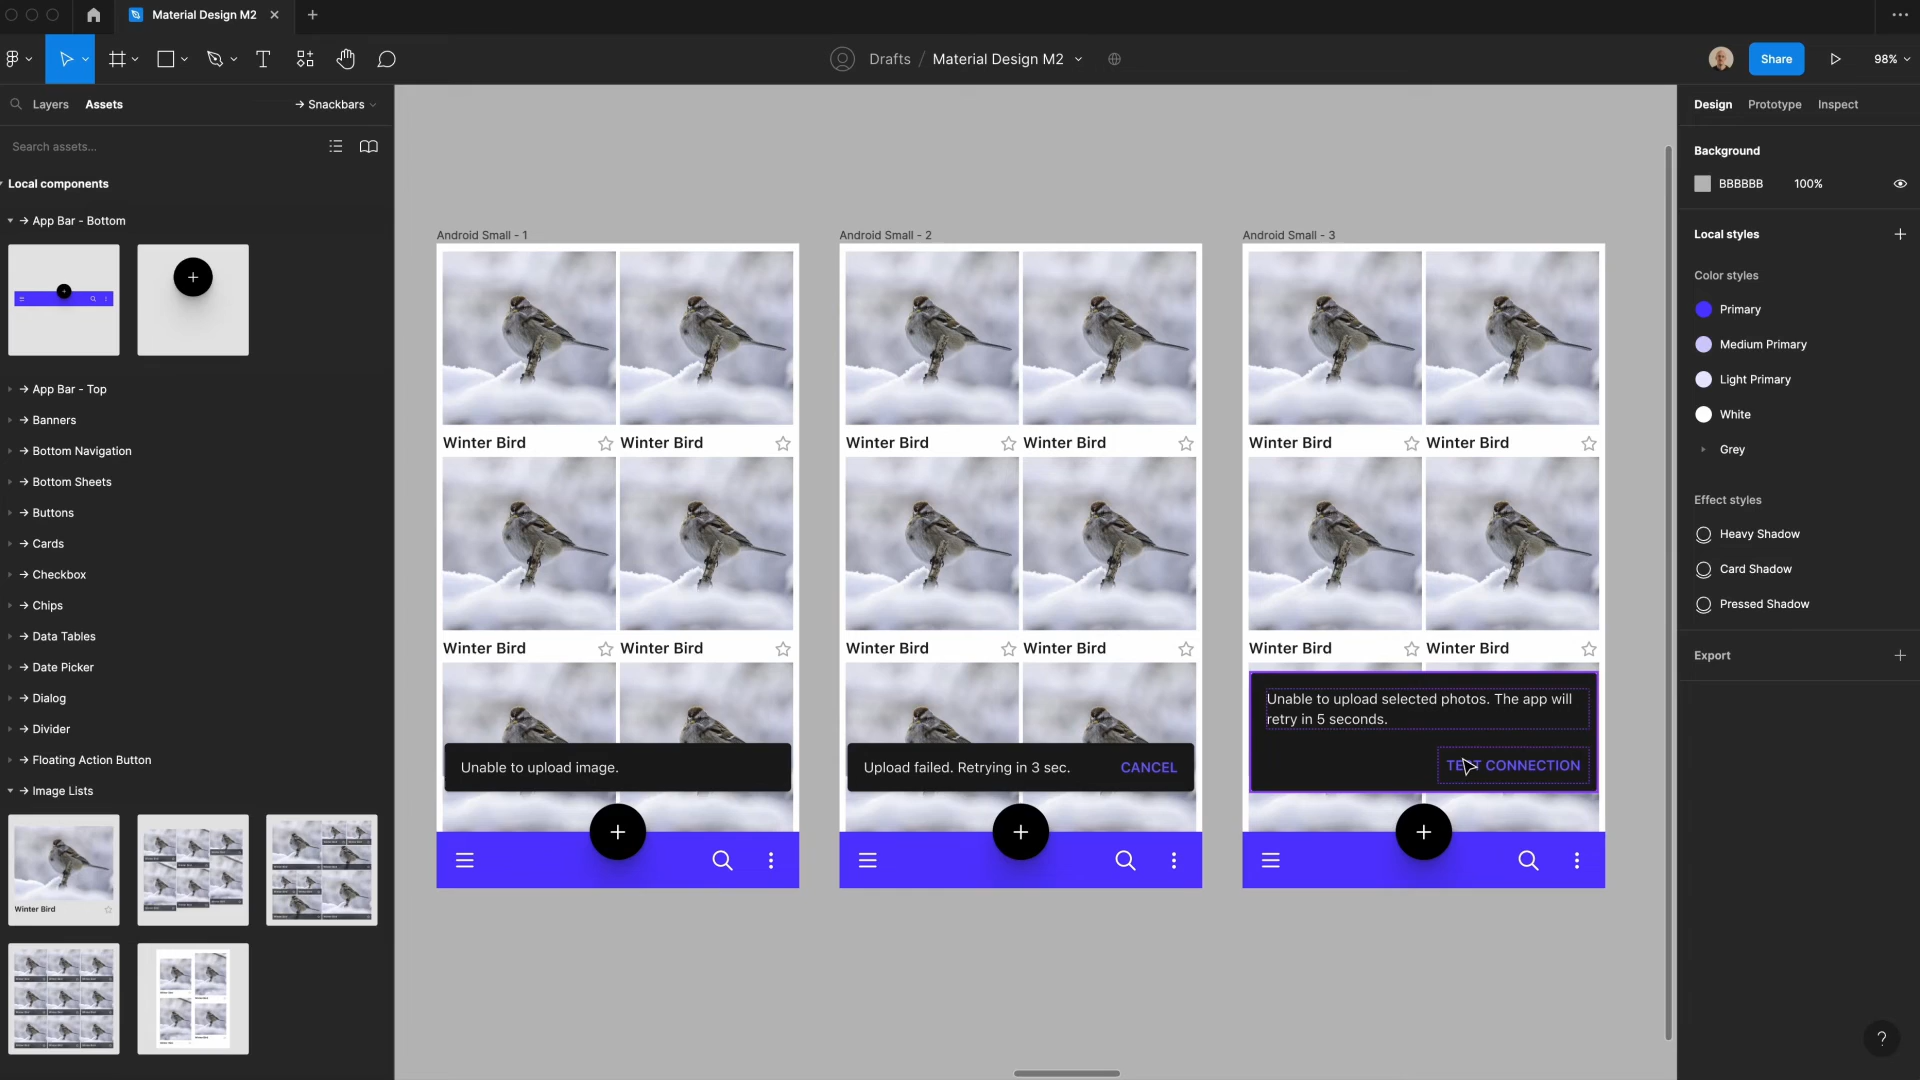 Material Design M2
Drafts / Material Design M2
Share
98%
Layers
Assets
→ Snackbars
Search assets...
Local components
→ App Bar - Bottom
→ App Bar - Top
→ Banners
→ Bottom Navigation
→ Bottom Sheets
→ Buttons
→ Cards
→ Checkbox
→ Chips
→ Data Tables
→ Date Picker
→ Dialog
→ Divider
→ Floating Action Button
→ Image Lists
Winter Bird
Android Small - 1
Winter Bird
Winter Bird
Winter Bird
Winter Bird
Unable to upload image.
Android Small - 2
Winter Bird
Winter Bird
Winter Bird
Winter Bird
Upload failed. Retrying in 3 sec.
CANCEL
Android Small - 3
Winter Bird
Winter Bird
Winter Bird
Winter Bird
Unable to upload selected photos. The app will
retry in 5 seconds.
TEST CONNECTION
Design
Prototype
Inspect
Background
BBBBBB
100%
Local styles
Color styles
Primary
Medium Primary
Light Primary
White
Grey
Effect styles
Heavy Shadow
Card Shadow
Pressed Shadow
Export
?